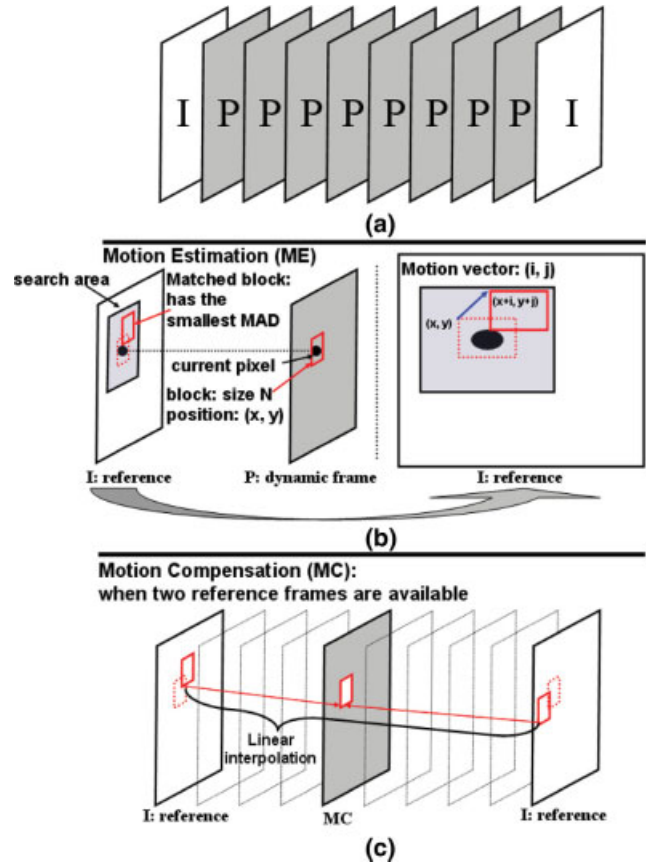 I P P P P P P P P I
(a)
Motion Estimation (ME)
search area
Matched block:
has the
smallest MAD
current pixel
block: size N
position: (x, y)
I: reference
P: dynamic frame
Motion vector: (i, j)
(x+i, y+j)
(x, y)
I: reference
(b)
Motion Compensation (MC):
when two reference frames are available
Linear
interpolation
I: reference
MC
I: reference
(c)